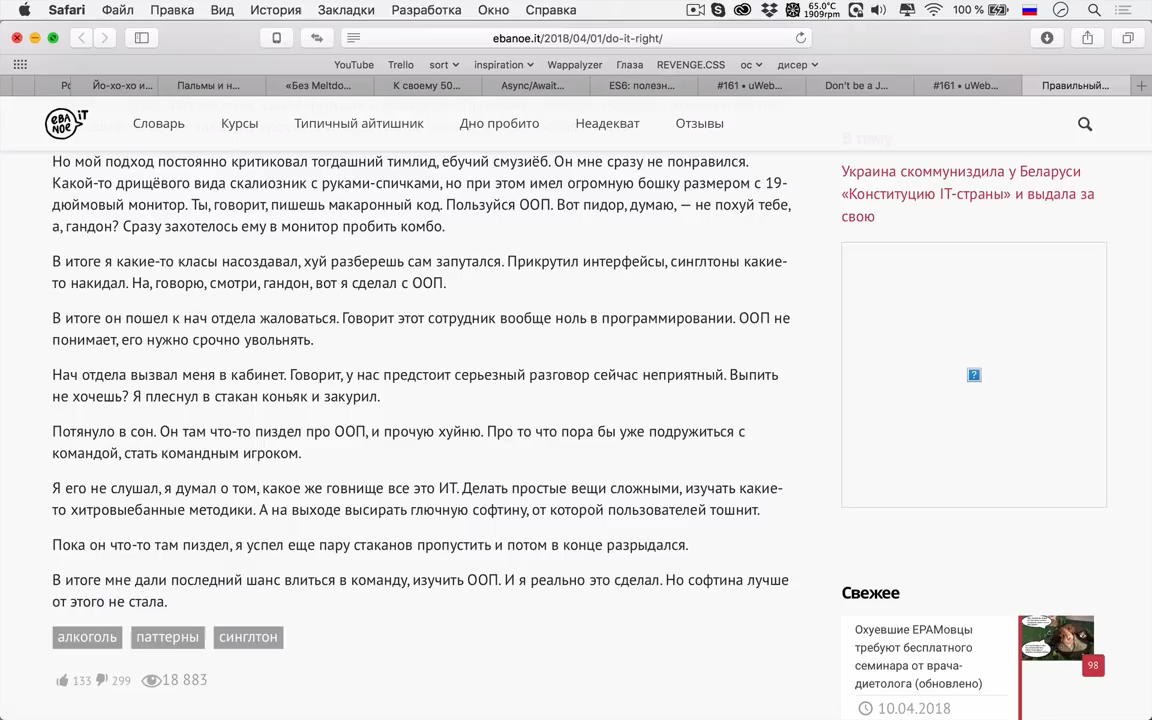 Safari Файл Правка Вид История Закладки Разработка Окно Справка 65.0°C 1909rpm 100 %
ebanoe.it/2018/04/01/do-it-right/
YouTube Trello sort inspiration Wappalyzer Глаза REVENGE.CSS ос дисер
Йо-хо-хо и... Пальмы и н... «Без Meltdo... К своему 50... Async/Await... ES6: полезн... #161 • uWeb... Don't be a J... #161 • uWeb... Правильный...
ЕВА НОЕ IT Словарь Курсы Типичный айтишник Дно пробито Неадекват Отзывы
В тему
Но мой подход постоянно критиковал тогдашний тимлид, ебучий смузиёб. Он мне сразу не понравился.
Какой-то дрищёвого вида скалиозник с руками-спичками, но при этом имел огромную бошку размером с 19-
дюймовый монитор. Ты, говорит, пишешь макаронный код. Пользуйся ООП. Вот пидор, думаю, — не похуй тебе,
а, гандон? Сразу захотелось ему в монитор пробить комбо.
В итоге я какие-то класы насоздавал, хуй разберешь сам запутался. Прикрутил интерфейсы, синглтоны какие-
то накидал. На, говорю, смотри, гандон, вот я сделал с ООП.
В итоге он пошел к нач отдела жаловаться. Говорит этот сотрудник вообще ноль в программировании. ООП не
понимает, его нужно срочно увольнять.
Нач отдела вызвал меня в кабинет. Говорит, у нас предстоит серьезный разговор сейчас неприятный. Выпить
не хочешь? Я плеснул в стакан коньяк и закурил.
Потянуло в сон. Он там что-то пиздел про ООП, и прочую хуйню. Про то что пора бы уже подружиться с
командой, стать командным игроком.
Я его не слушал, я думал о том, какое же говнище все это ИТ. Делать простые вещи сложными, изучать какие-
то хитровыебанные методики. А на выходе высирать глючную софтину, от которой пользователей тошнит.
Пока он что-то там пиздел, я успел еще пару стаканов пропустить и потом в конце разрыдался.
В итоге мне дали последний шанс влиться в команду, изучить ООП. И я реально это сделал. Но софтина лучше
от этого не стала.
алкоголь паттерны синглтон
133 299 18 883
Украина скоммуниздила у Беларуси
«Конституцию IT-страны» и выдала за
свою
Свежее
Охуевшие ЕРАМовцы
требуют бесплатного
семинара от врача-
диетолога (обновлено)
98
10.04.2018